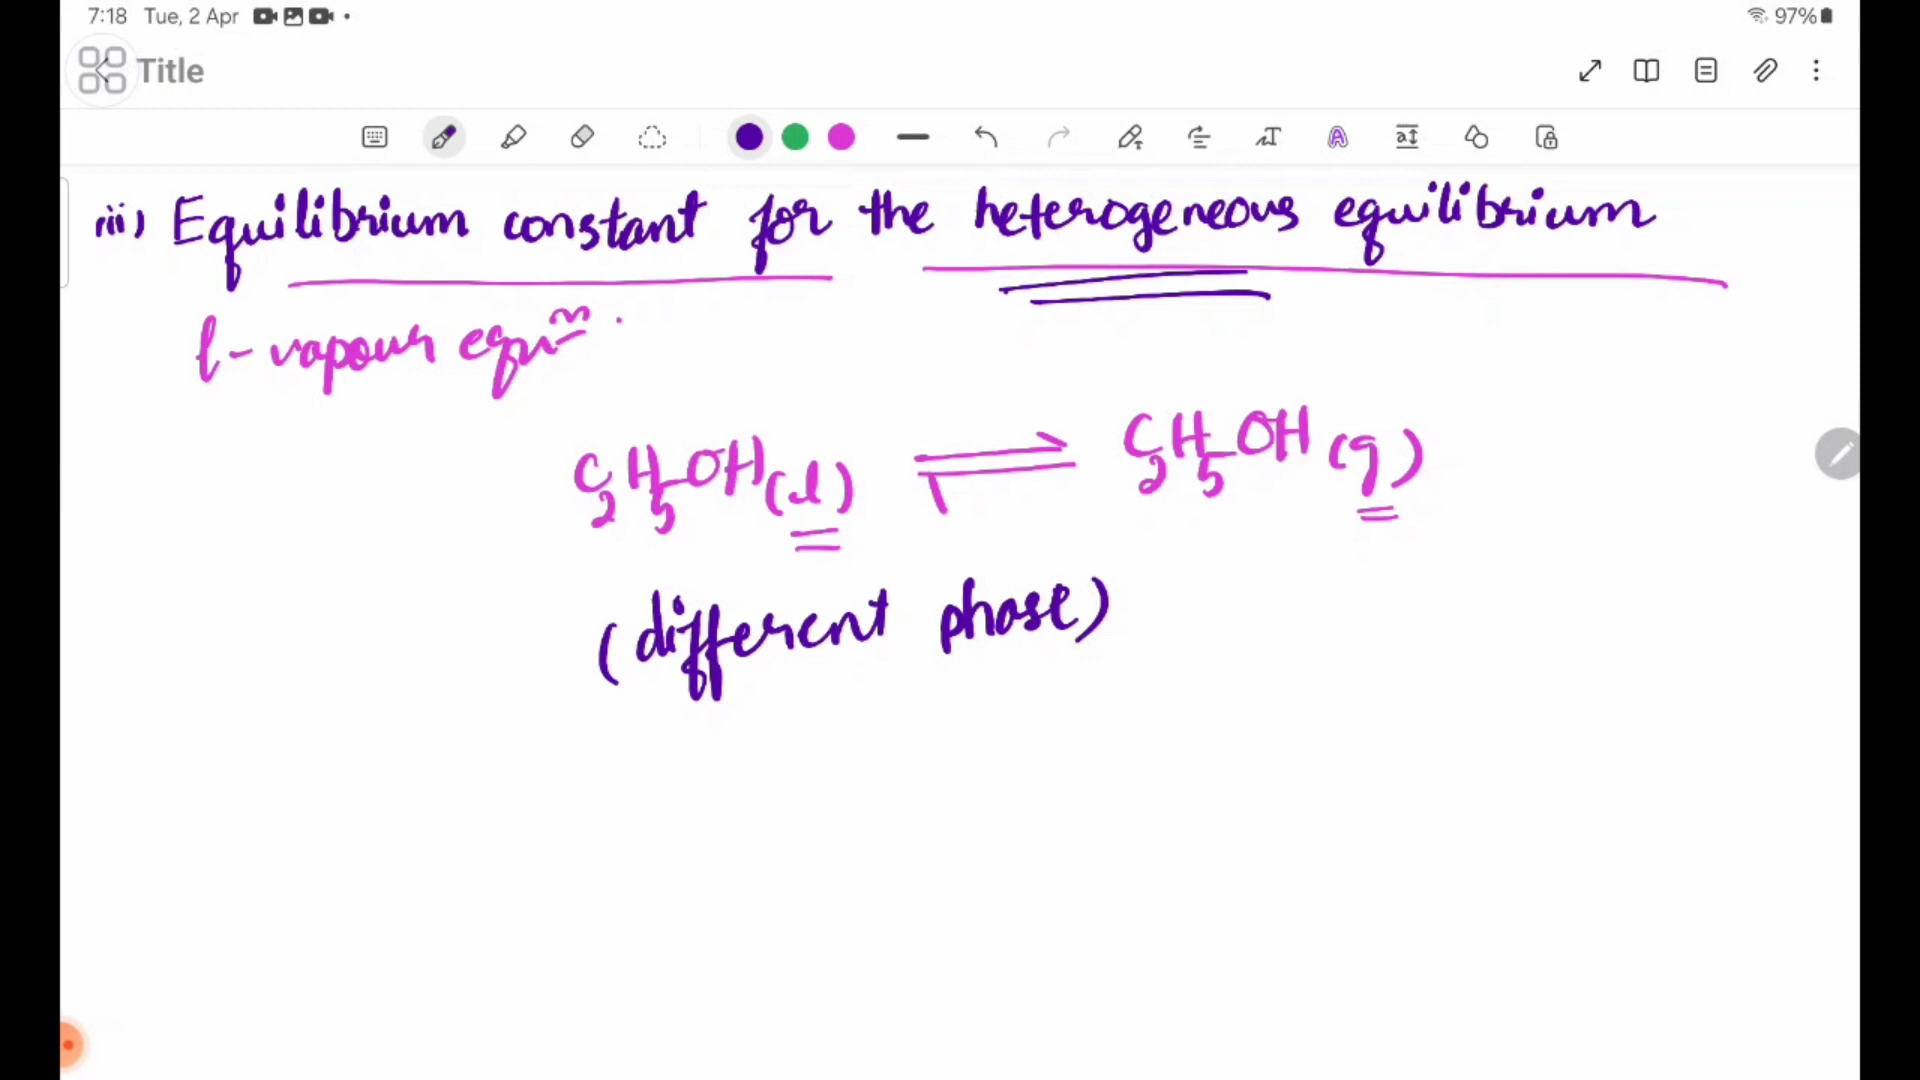 7:18 Tue, 2 Apr
97%
Title
iii) Equilibrium constant for the heterogeneous equilibrium
l-vapour equm.
C2H5OH(l) ⇌ C2H5OH(g)
(different phase)